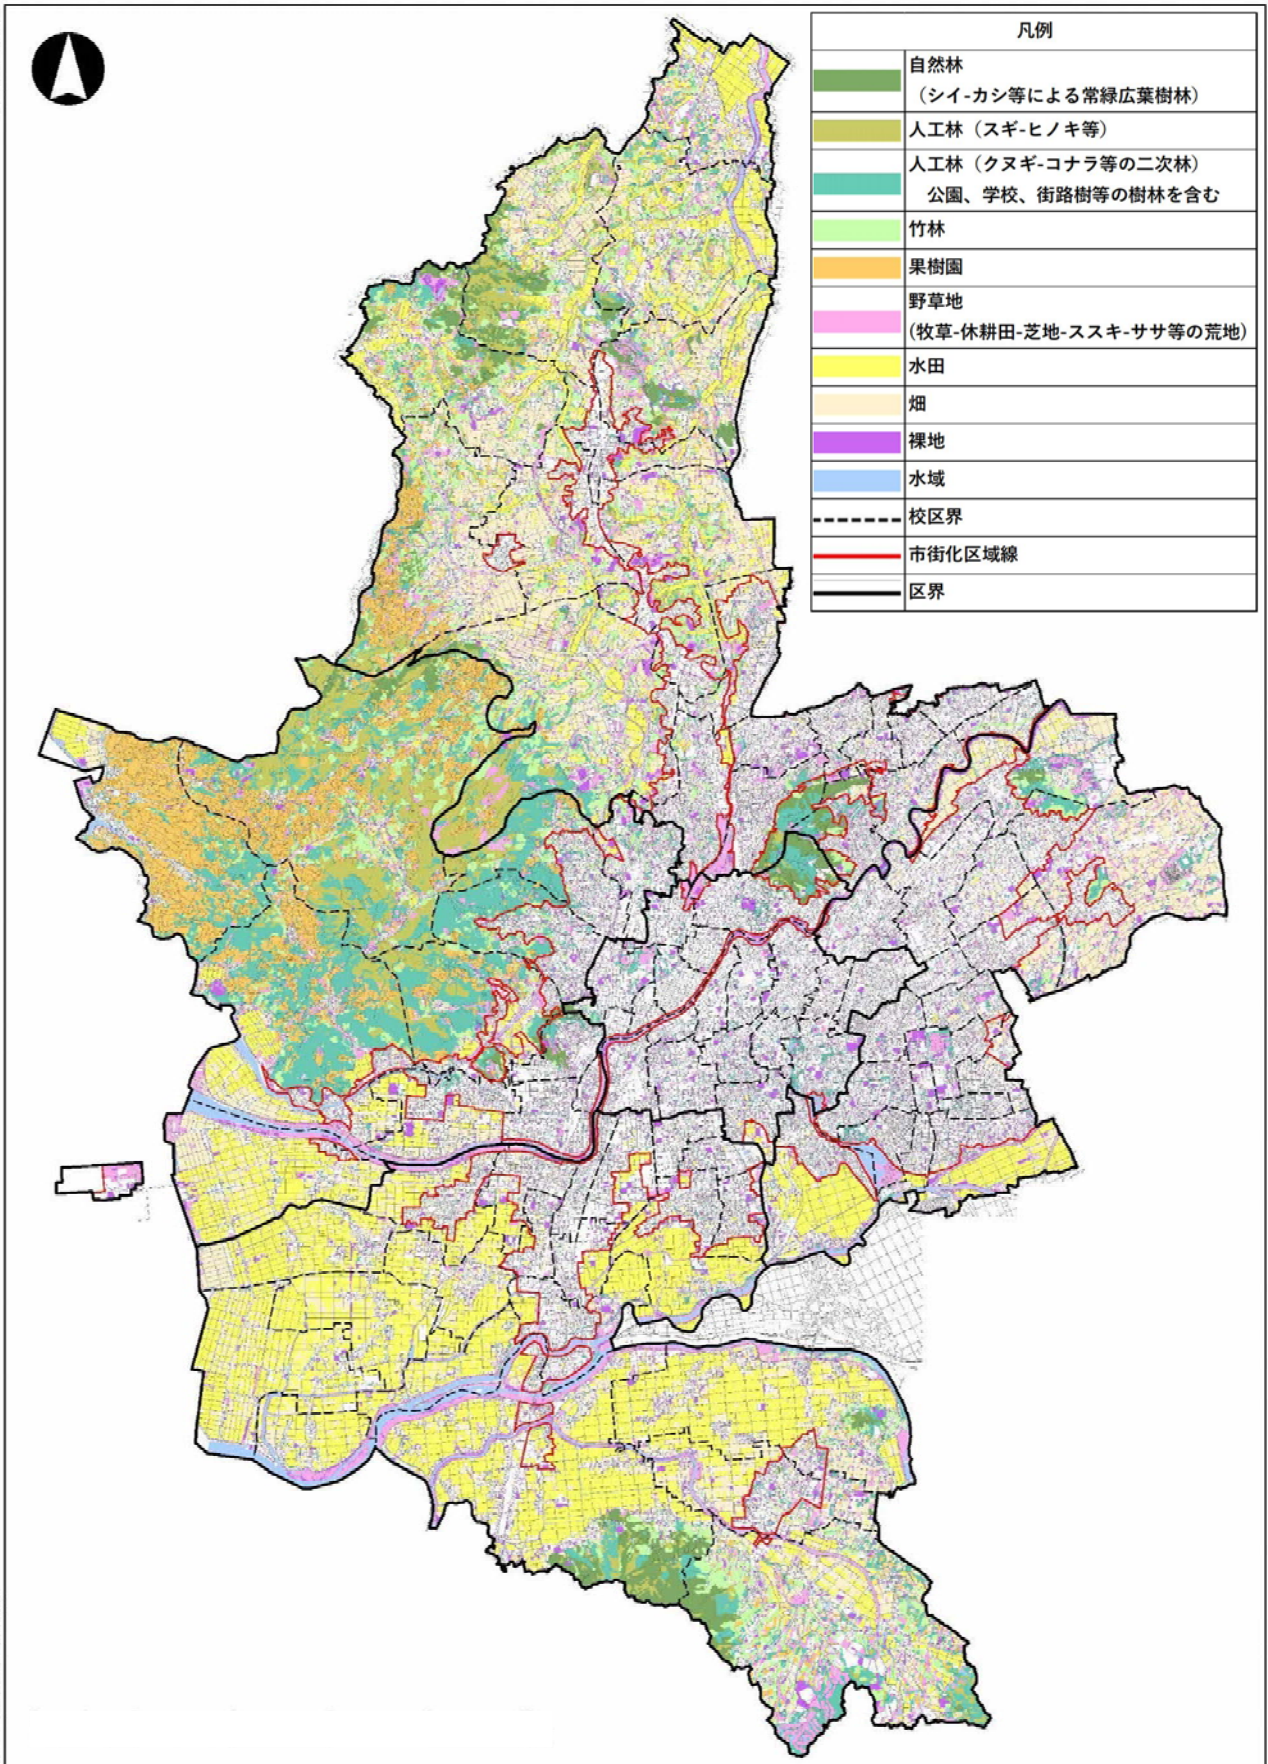 凡例
自然林
（シイ-カシ等による常緑広葉樹林）
人工林（スギ-ヒノキ等）
人工林（クヌギ-コナラ等の二次林）
公園、学校、街路樹等の樹林を含む
竹林
果樹園
野草地
(牧草-休耕田-芝地-ススキ-ササ等の荒地)
水田
畑
裸地
水域
校区界
市街化区域線
区界